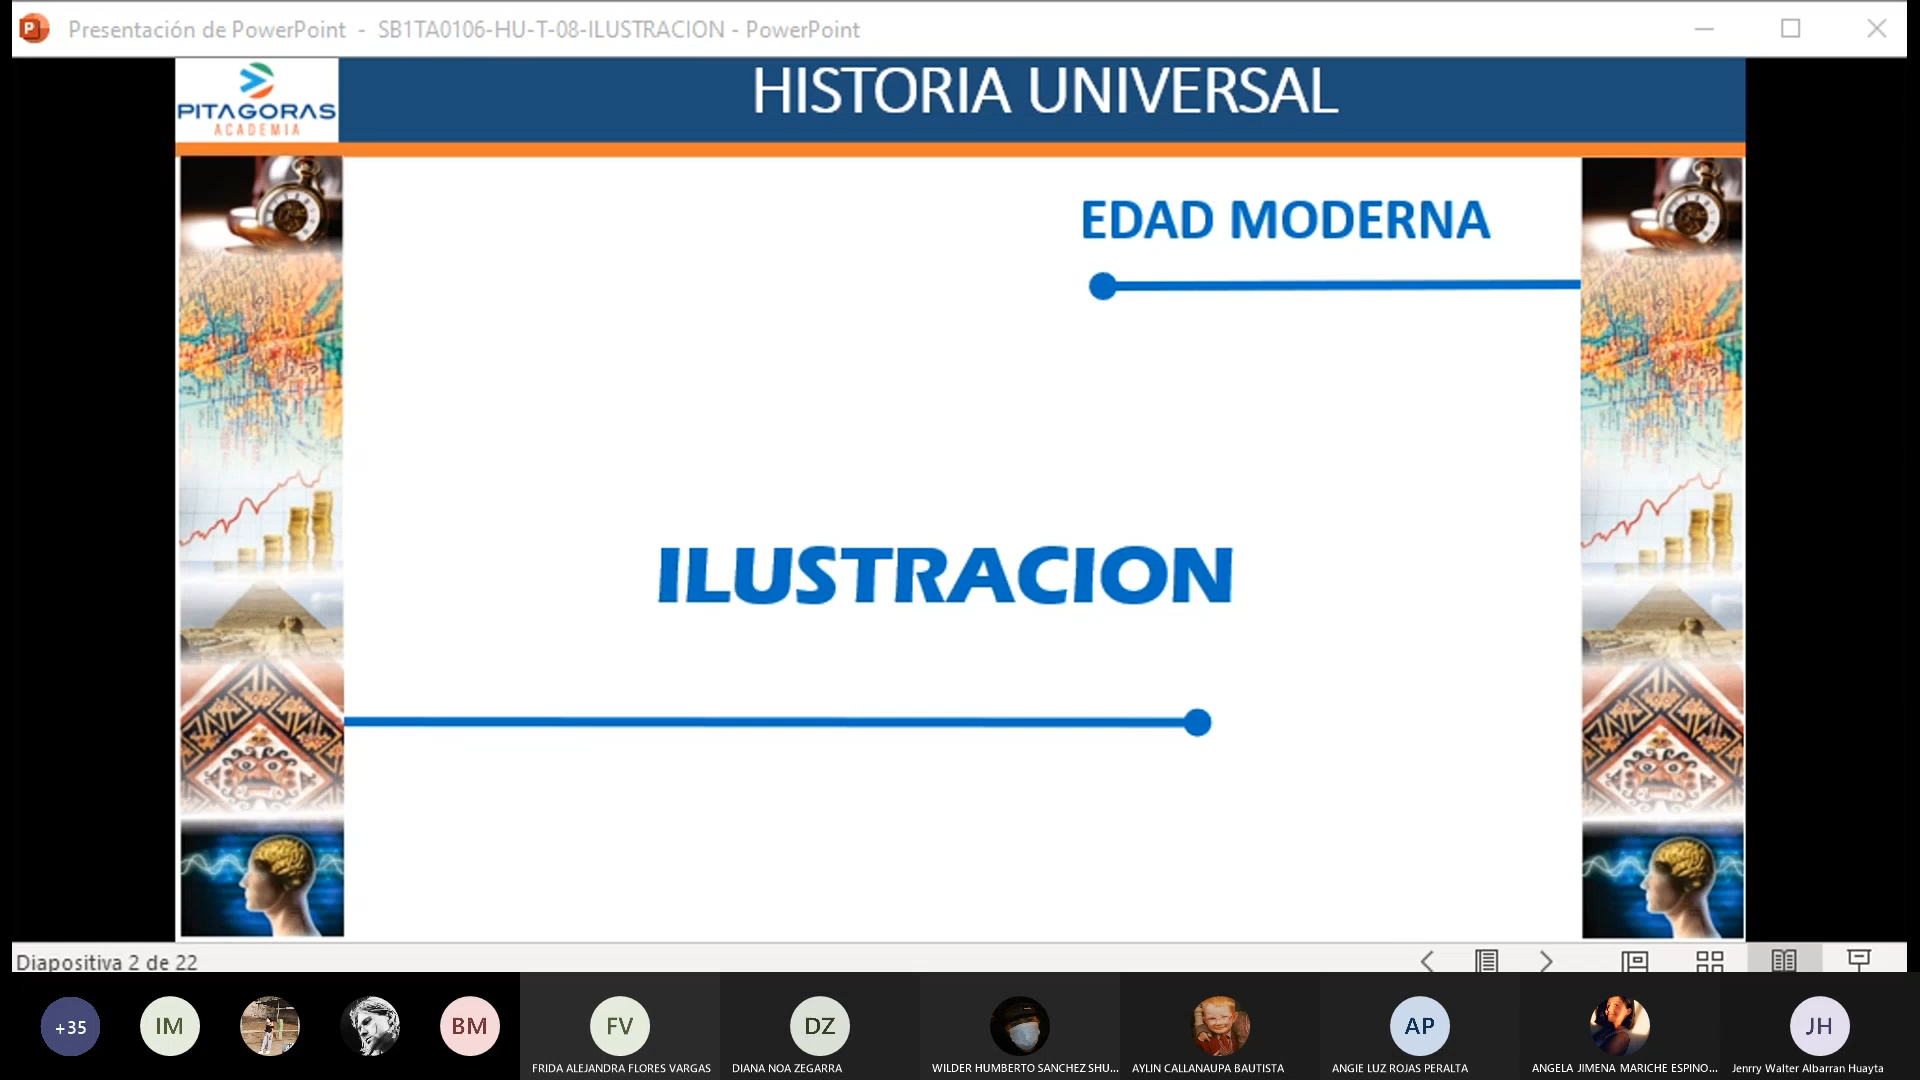 Presentación de PowerPoint - SB1TA0106-HU-T-08-ILUSTRACION - PowerPoint
PITAGORAS
ACADEMIA
HISTORIA UNIVERSAL
EDAD MODERNA
ILUSTRACION
Diapositiva 2 de 22
+35
IM
BM
FV
DZ
AP
JH
FRIDA ALEJANDRA FLORES VARGAS
DIANA NOA ZEGARRA
WILDER HUMBERTO SANCHEZ SHU...
AYLIN CALLANAUPA BAUTISTA
ANGIE LUZ ROJAS PERALTA
ANGELA JIMENA MARICHE ESPINO...
Jenrry Walter Albarran Huayta